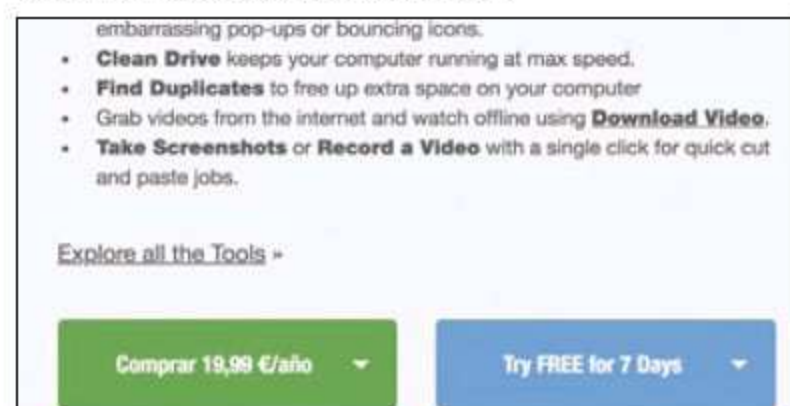 embarrassing pop-ups or bouncing icons.
• Clean Drive keeps your computer running at max speed.
• Find Duplicates to free up extra space on your computer
• Grab videos from the internet and watch offline using Download Video.
• Take Screenshots or Record a Video with a single click for quick cut
and paste jobs.
Explore all the Tools »
Comprar 19,99 €/año
Try FREE for 7 Days